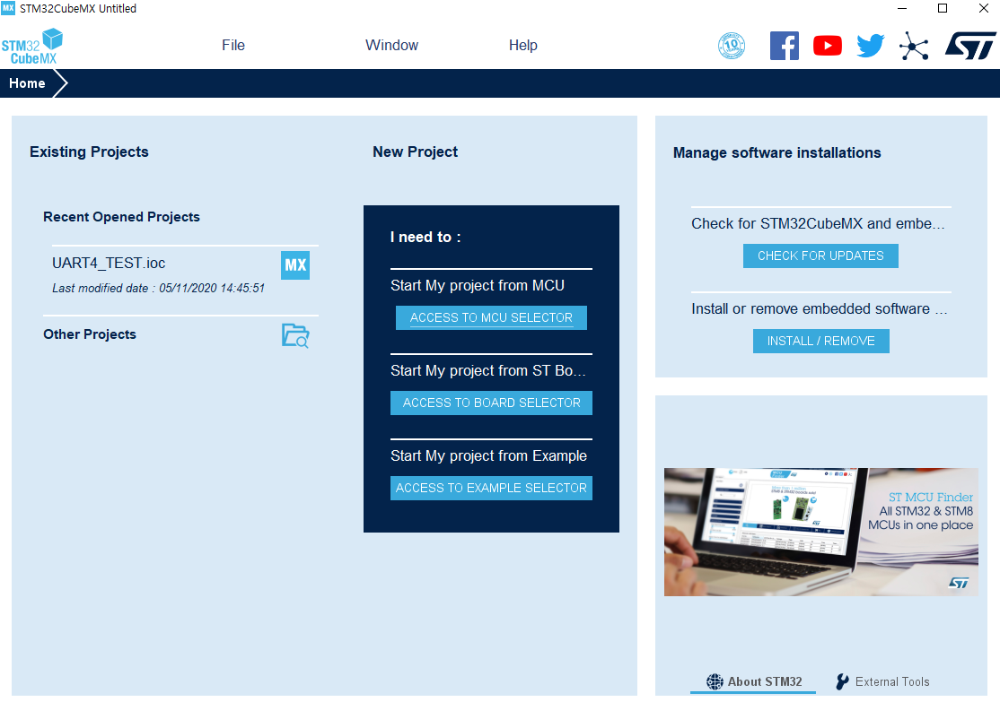 MX STM32CubeMX Untitled
STM32
CubeMX
File
Window
Help
10
ST
Home
Existing Projects
Recent Opened Projects
UART4_TEST.ioc
MX
Last modified date : 05/11/2020 14:45:51
Other Projects
New Project
I need to :
Start My project from MCU
ACCESS TO MCU SELECTOR
Start My project from ST Bo...
ACCESS TO BOARD SELECTOR
Start My project from Example
ACCESS TO EXAMPLE SELECTOR
Manage software installations
Check for STM32CubeMX and embe...
CHECK FOR UPDATES
Install or remove embedded software ...
INSTALL / REMOVE
ST MCU Finder
All STM32 & STM8
MCUs in one place
ST
About STM32
External Tools